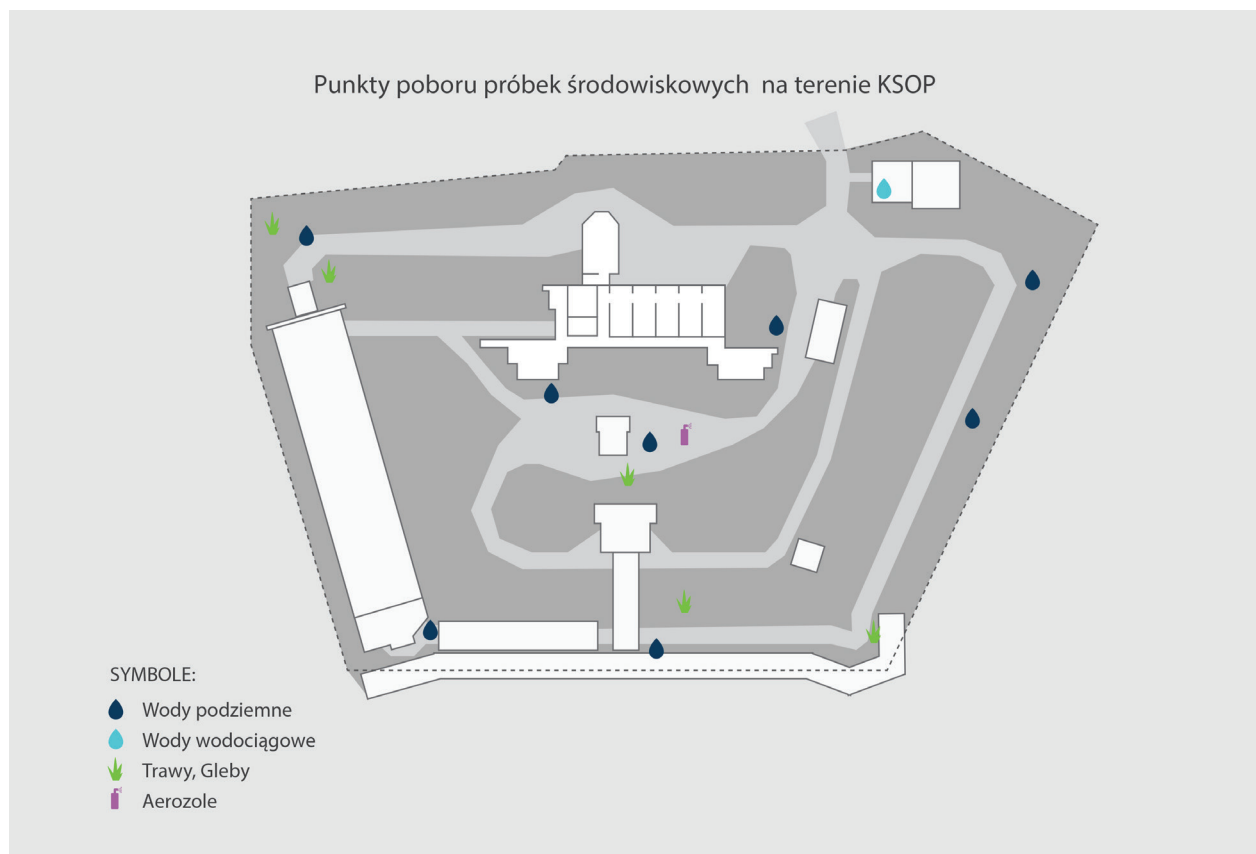 Punkty poboru próbek środowiskowych na terenie KSOP
SYMBOLE:
Wody podziemne
Wody wodociągowe
Trawy, Gleby
Aerozole